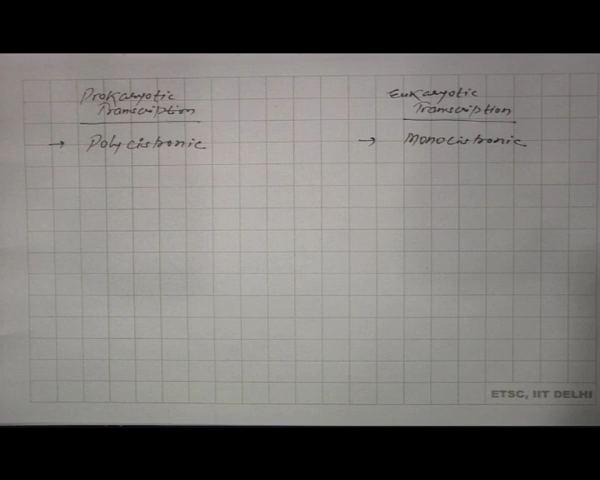 Prokaryotic
Transcription
→ Polycistronic
Eukaryotic
Transcription
→ Monocistronic
ETSC, IIT DELHI